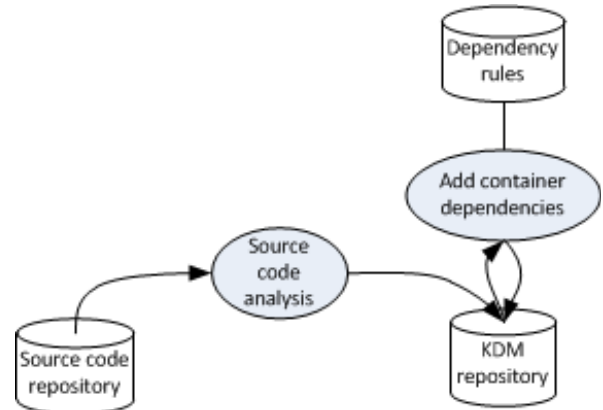 Dependency
rules
Add container
dependencies
Source
code
analysis
Source code
repository
KDM
repository